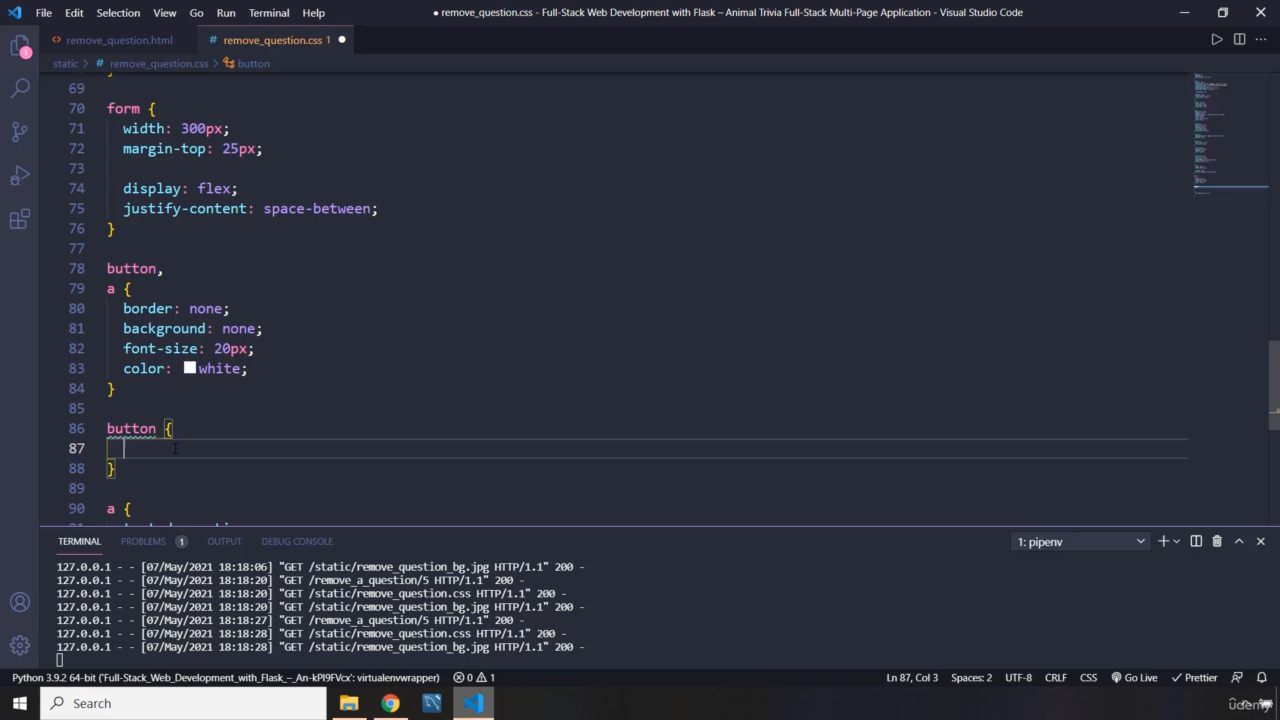 File Edit Selection View Go Run Terminal Help
● remove_question.css - Full-Stack Web Development with Flask – Animal Trivia Full-Stack Multi-Page Application - Visual Studio Code
<> remove_question.html
# remove_question.css 1 ●
static > # remove_question.css > button
1
69
70 form {
71 width: 300px;
72 margin-top: 25px;
73
74 display: flex;
75 justify-content: space-between;
76 }
77
78 button,
79 a {
80 border: none;
81 background: none;
82 font-size: 20px;
83 color: white;
84 }
85
86 button {
87
88 }
89
90 a {
TERMINAL PROBLEMS 1 OUTPUT DEBUG CONSOLE
1: pipenv
127.0.0.1 - - [07/May/2021 18:18:06] "GET /static/remove_question_bg.jpg HTTP/1.1" 200 -
127.0.0.1 - - [07/May/2021 18:18:20] "GET /remove_a_question/5 HTTP/1.1" 200 -
127.0.0.1 - - [07/May/2021 18:18:20] "GET /static/remove_question.css HTTP/1.1" 200 -
127.0.0.1 - - [07/May/2021 18:18:20] "GET /static/remove_question_bg.jpg HTTP/1.1" 200 -
127.0.0.1 - - [07/May/2021 18:18:27] "GET /remove_a_question/5 HTTP/1.1" 200 -
127.0.0.1 - - [07/May/2021 18:18:28] "GET /static/remove_question.css HTTP/1.1" 200 -
127.0.0.1 - - [07/May/2021 18:18:28] "GET /static/remove_question_bg.jpg HTTP/1.1" 200 -
Python 3.9.2 64-bit ('Full-Stack_Web_Development_with_Flask_–_An-kPI9FVcx': virtualenvwrapper) 0 1 Ln 87, Col 3 Spaces: 2 UTF-8 CRLF CSS Go Live Prettier
Search
udemy